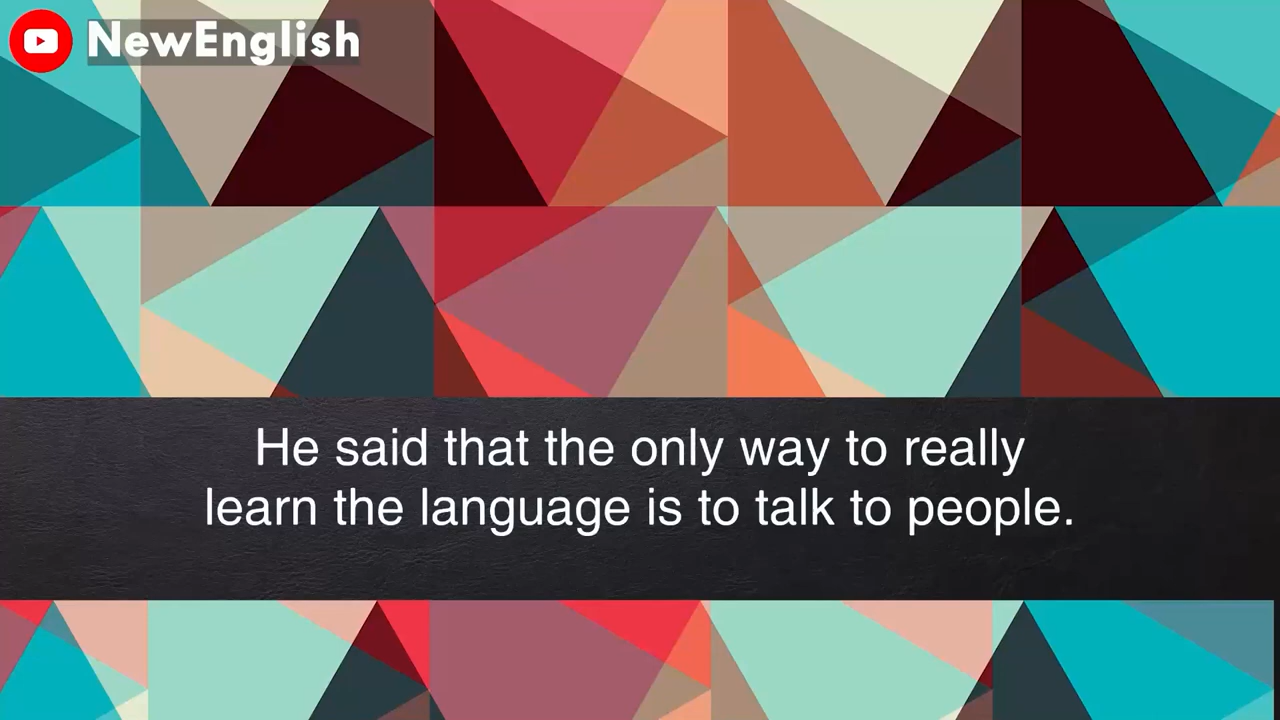 NewEnglish
He said that the only way to really
learn the language is to talk to people.